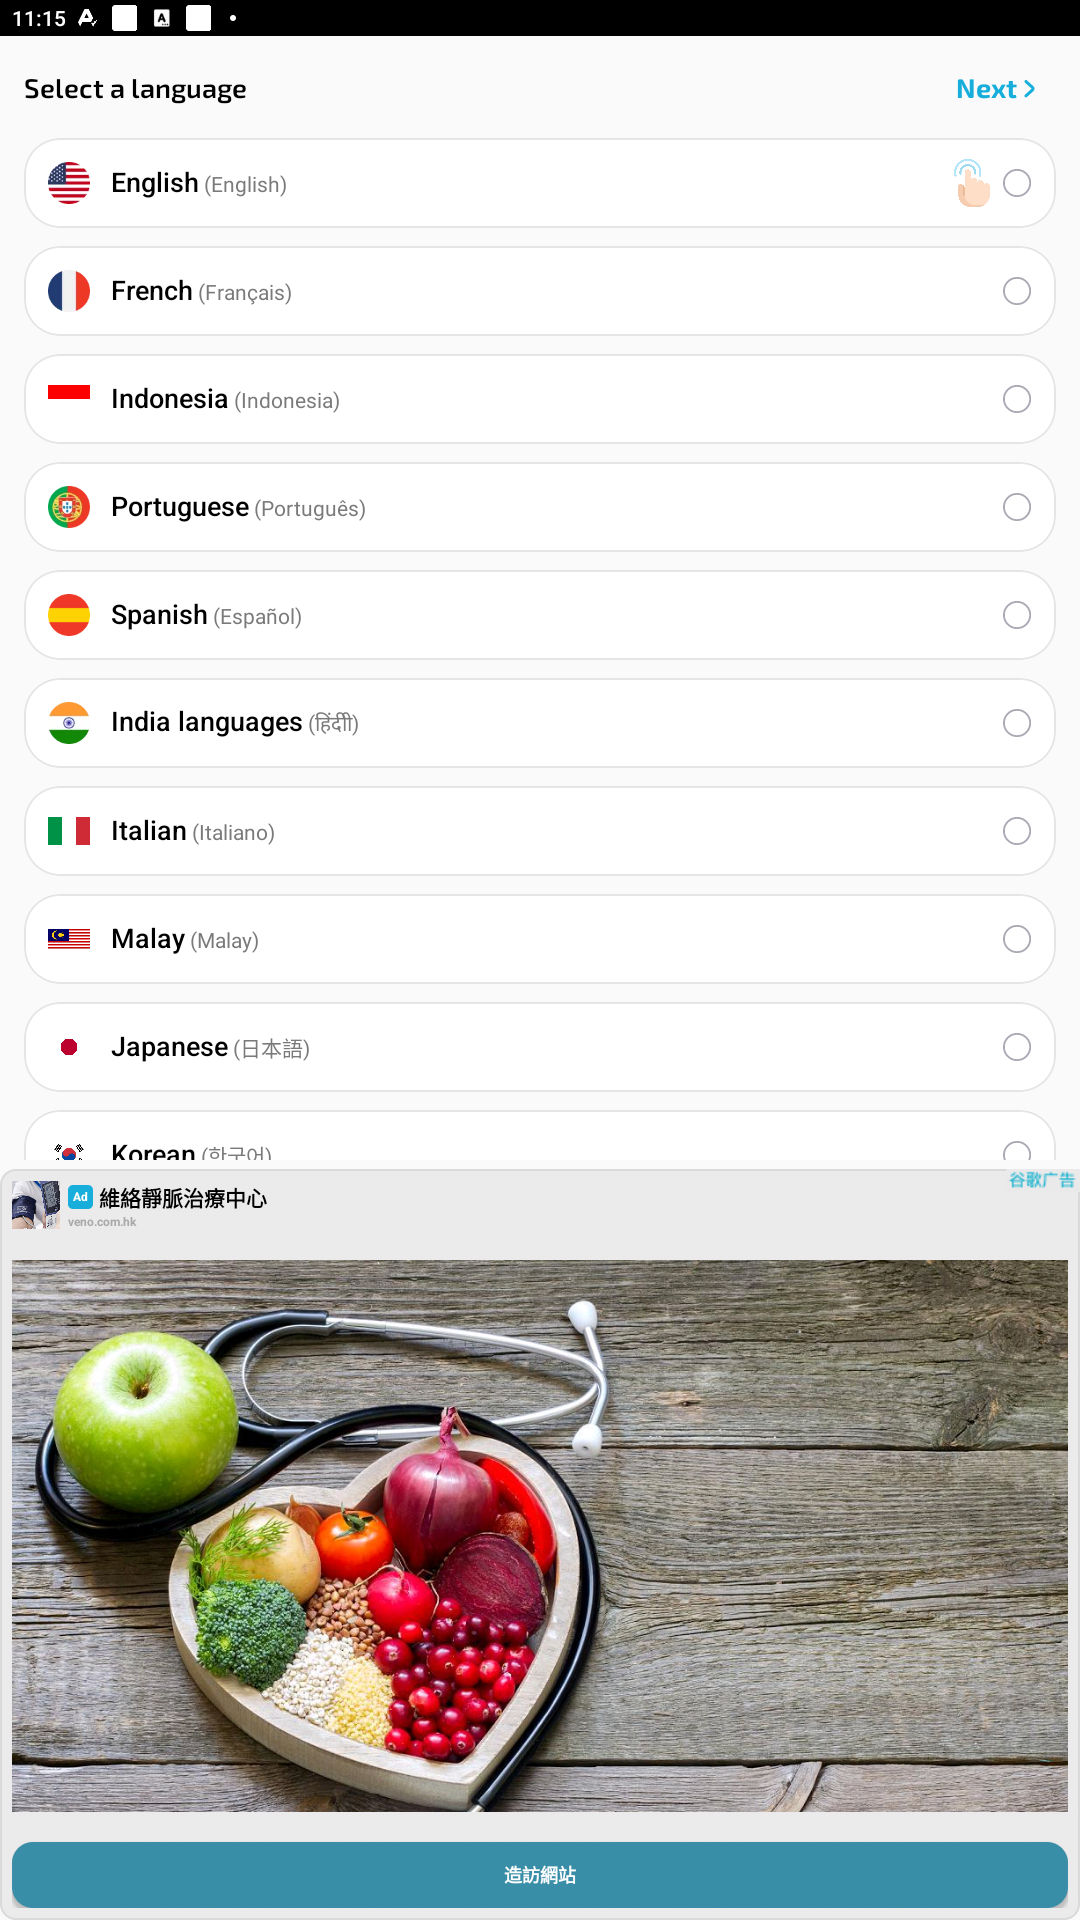 11:15
Select a language
Next
English (English)
French (Français)
Indonesia (Indonesia)
Portuguese (Português)
Spanish (Español)
India languages (हिंदीी)
Italian (Italiano)
Malay (Malay)
Japanese (日本語)
Korean (한국어)
谷歌广告
Ad 維絡靜脈治療中心
veno.com.hk
造訪網站